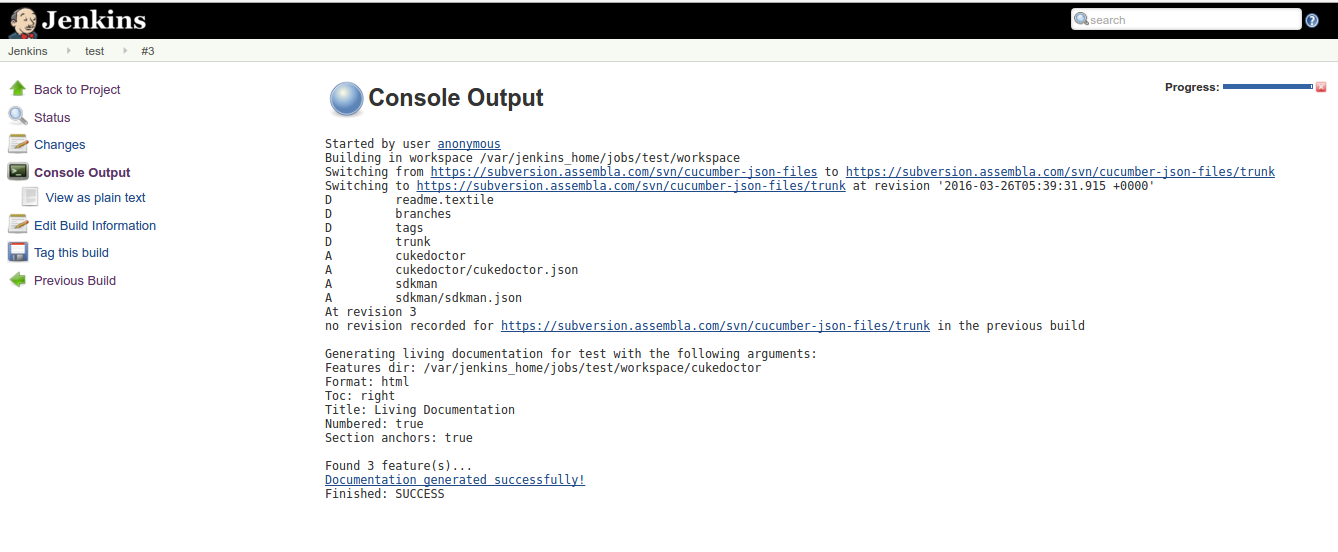 Jenkins
search
Jenkins test #3
Back to Project
Status
Changes
Console Output
View as plain text
Edit Build Information
Tag this build
Previous Build
Console Output
Progress:
Started by user anonymous
Building in workspace /var/jenkins_home/jobs/test/workspace
Switching from https://subversion.assembla.com/svn/cucumber-json-files to https://subversion.assembla.com/svn/cucumber-json-files/trunk
Switching to https://subversion.assembla.com/svn/cucumber-json-files/trunk at revision '2016-03-26T05:39:31.915 +0000'
D         readme.textile
D         branches
D         tags
D         trunk
A         cukedoctor
A         cukedoctor/cukedoctor.json
A         sdkman
A         sdkman/sdkman.json
At revision 3
no revision recorded for https://subversion.assembla.com/svn/cucumber-json-files/trunk in the previous build
Generating living documentation for test with the following arguments:
Features dir: /var/jenkins_home/jobs/test/workspace/cukedoctor
Format: html
Toc: right
Title: Living Documentation
Numbered: true
Section anchors: true
Found 3 feature(s)...
Documentation generated successfully!
Finished: SUCCESS